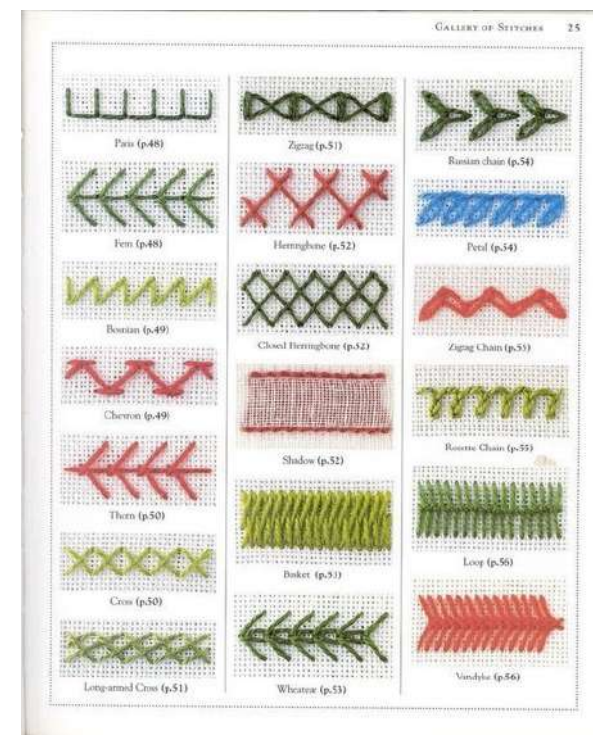 GALLERY OF STITCHES 25
Paris (p.48)
Fern (p.48)
Bosnian (p.49)
Chevron (p.49)
Thorn (p.50)
Cross (p.50)
Long-armed Cross (p.51)
Zigzag (p.51)
Herringbone (p.52)
Closed Herringbone (p.52)
Shadow (p.52)
Basket (p.53)
Wheatear (p.53)
Russian chain (p.54)
Petal (p.54)
Zigzag Chain (p.55)
Rosette Chain (p.55)
Loop (p.56)
Vandyke (p.56)